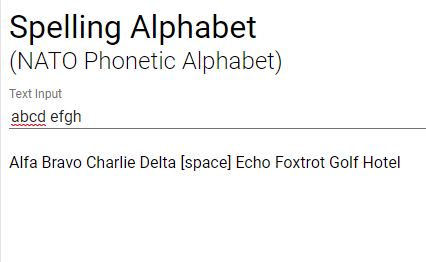 Spelling Alphabet
(NATO Phonetic Alphabet)
Text Input
abcd efgh
Alfa Bravo Charlie Delta [space] Echo Foxtrot Golf Hotel